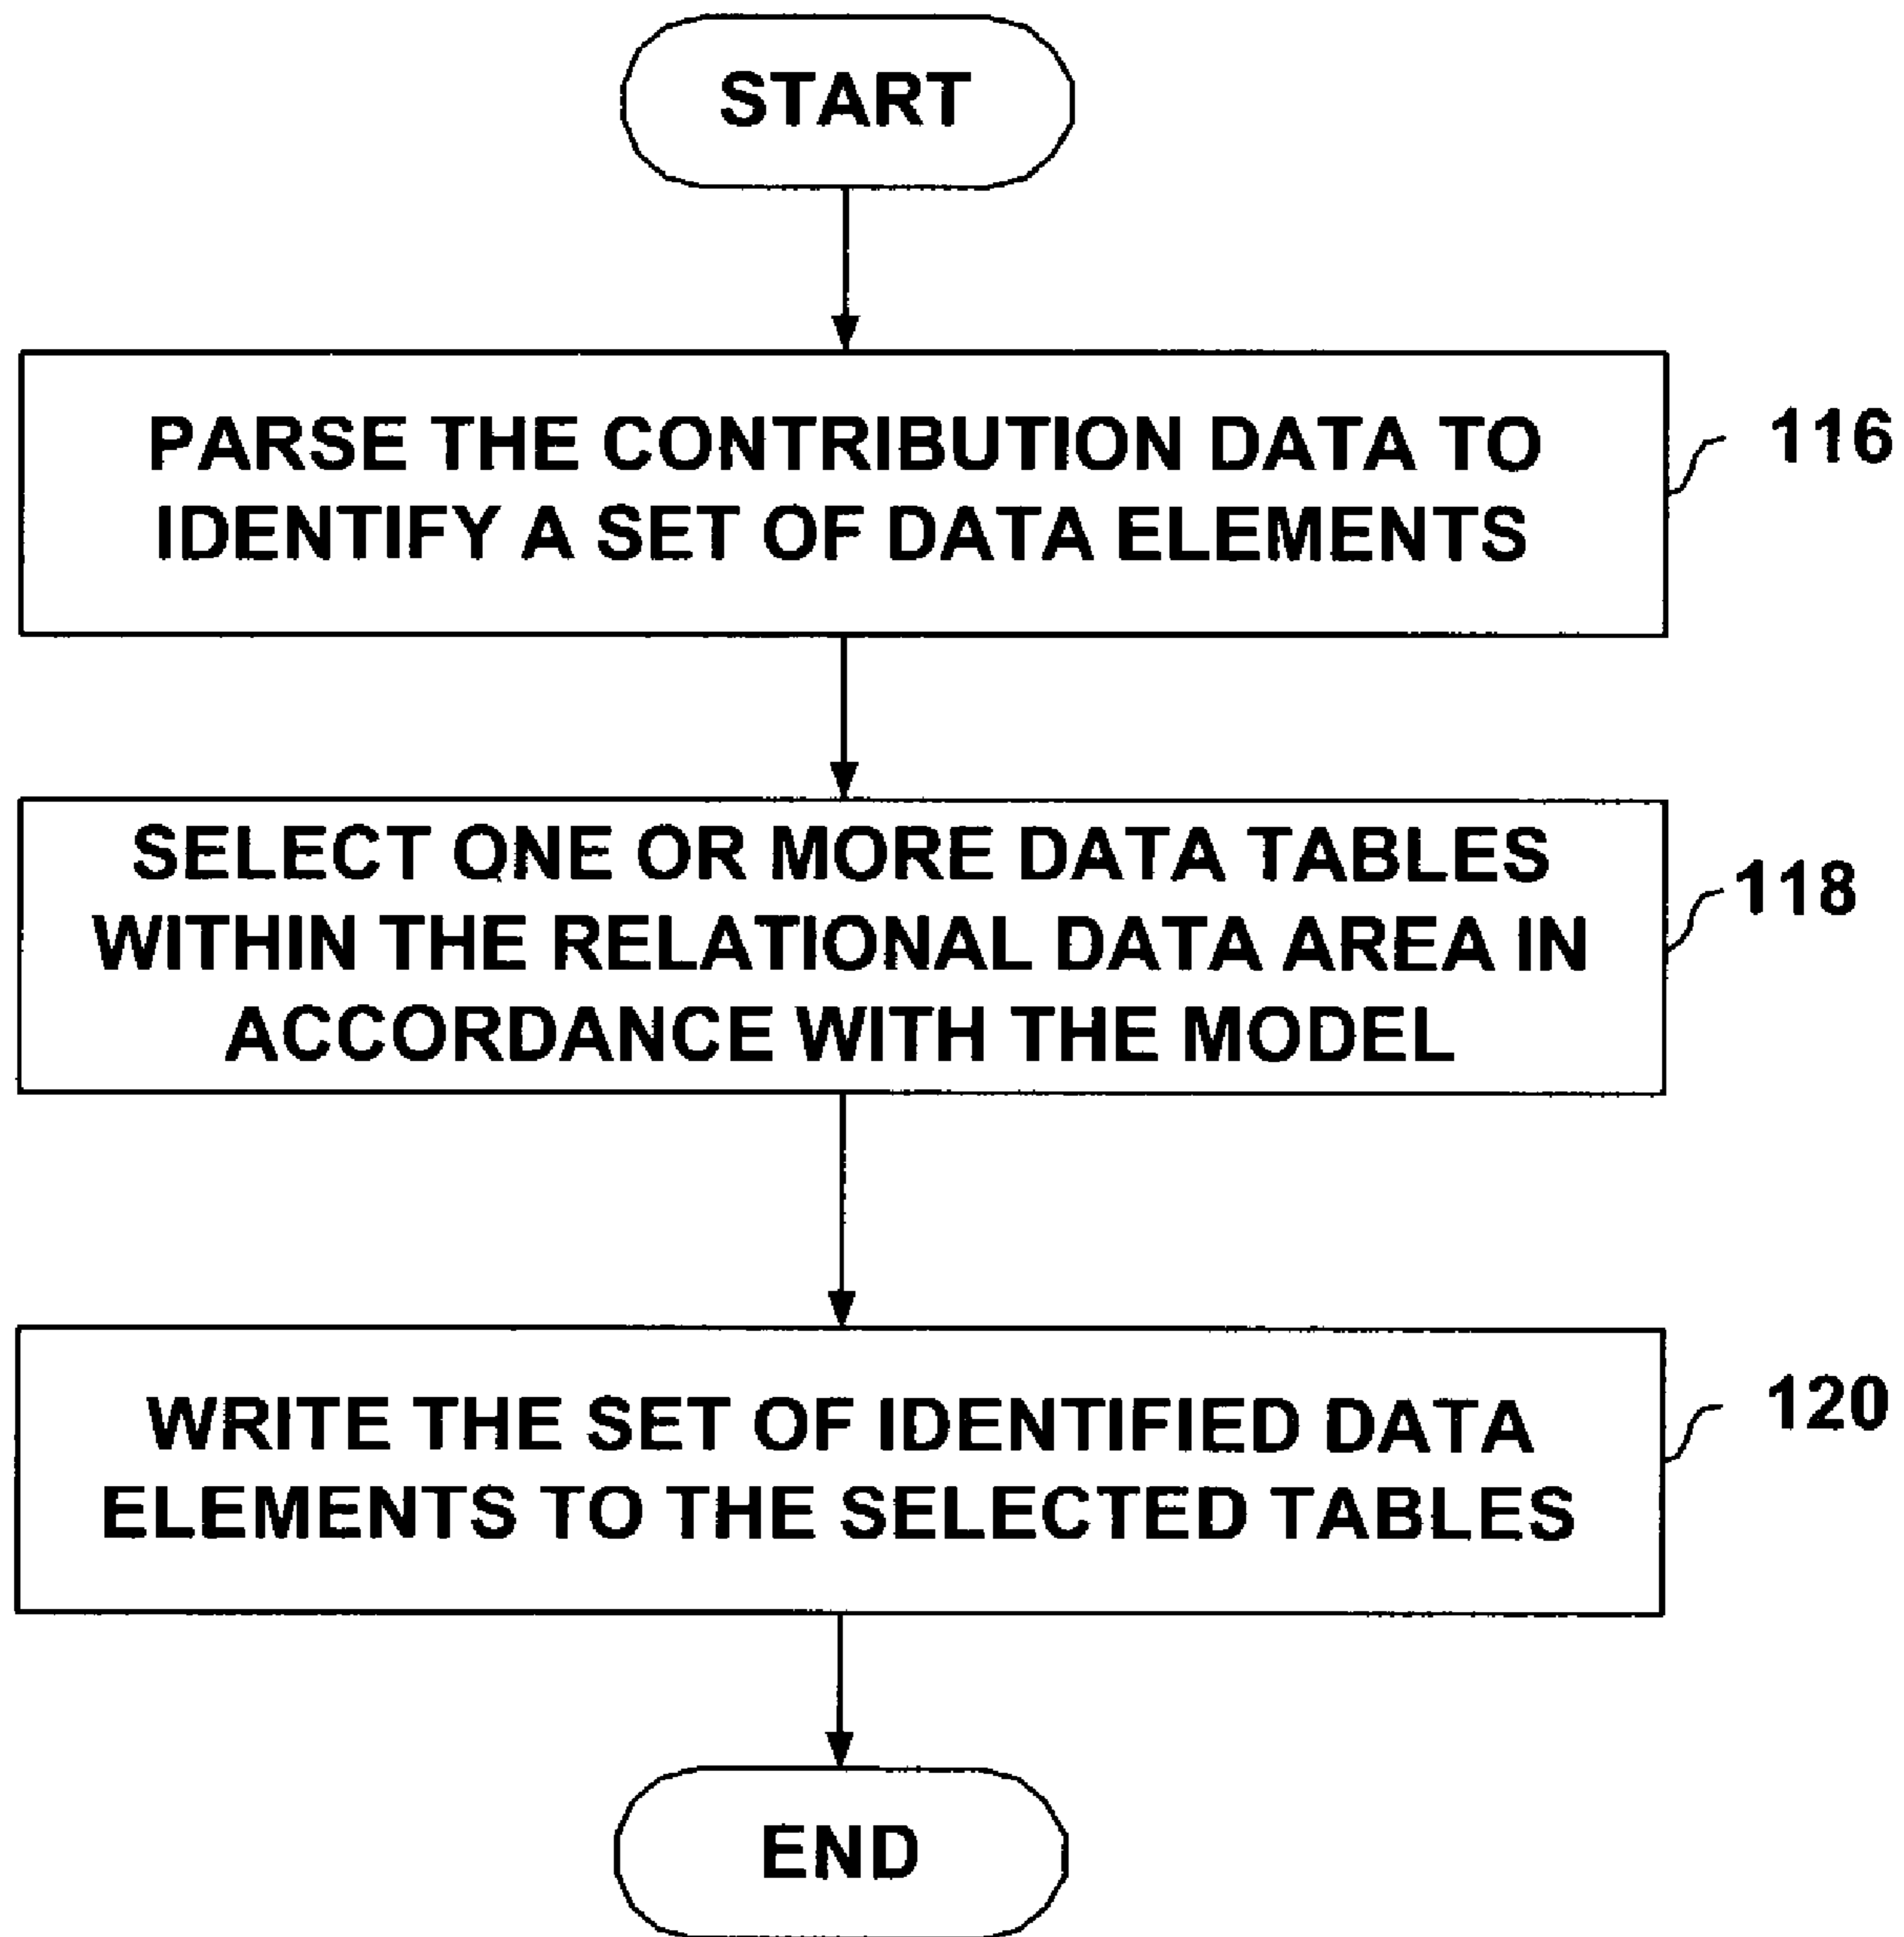 START
PARSE THE CONTRIBUTION DATA TO
IDENTIFY A SET OF DATA ELEMENTS
116
SELECT ONE OR MORE DATA TABLES
WITHIN THE RELATIONAL DATA AREA IN
ACCORDANCE WITH THE MODEL
118
WRITE THE SET OF IDENTIFIED DATA
ELEMENTS TO THE SELECTED TABLES
120
END